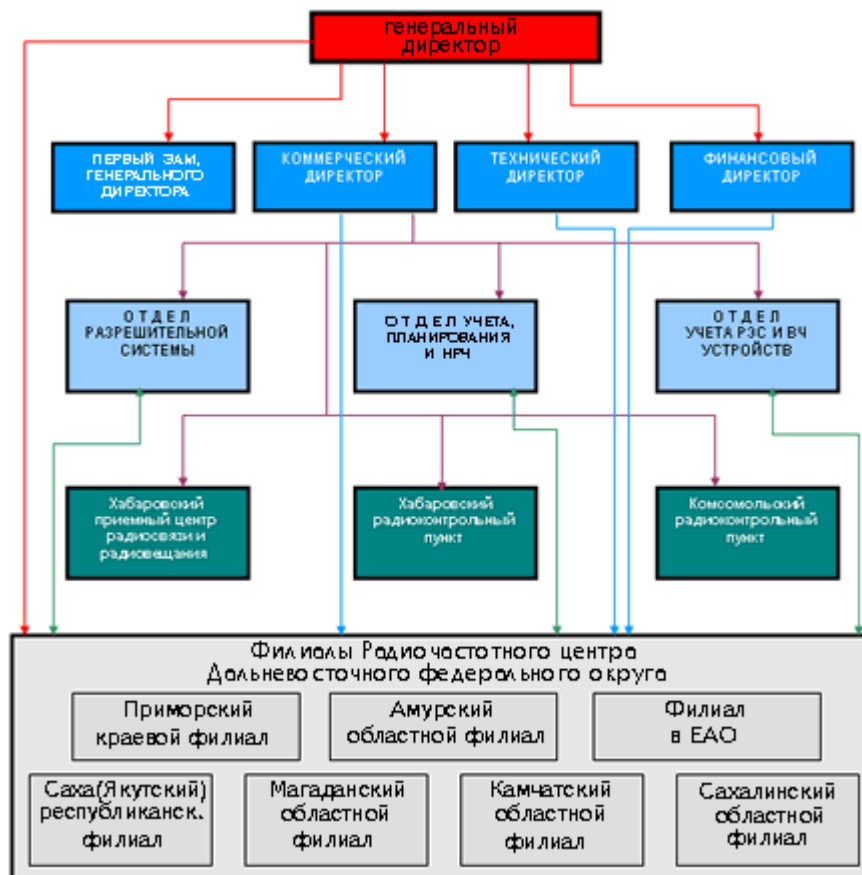 генеральный
директор
ПЕРВЫЙ ЗАМ,
ГЕНЕРАЛЬНОГО
ДИРЕКТОРА
КОММЕРЧЕСКИЙ
ДИРЕКТОР
ТЕХНИЧЕСКИЙ
ДИРЕКТОР
ФИНАНСОВЫЙ
ДИРЕКТОР
ОТДЕЛ
РАЗРЕШИТЕЛЬНОЙ
СИСТЕМЫ
ОТДЕЛ УЧЕТА,
ПЛАНИРОВАНИЯ
И НРЧ
ОТДЕЛ
УЧЕТА РЭС И ВЧ
УСТРОЙСТВ
Хабаровский
приемный центр
радиосвязи и
радиовещания
Хабаровский
радиоконтрольный
пункт
Комсомольский
радиоконтрольный
пункт
Филиалы Радиочастотного центра
Дальневосточного федерального округа
Приморский
краевой филиал
Амурский
областной филиал
Филиал
в ЕАО
Саха(Якутский)
республиканск.
филиал
Магаданский
областной
филиал
Камчатский
областной
филиал
Сахалинский
областной
филиал